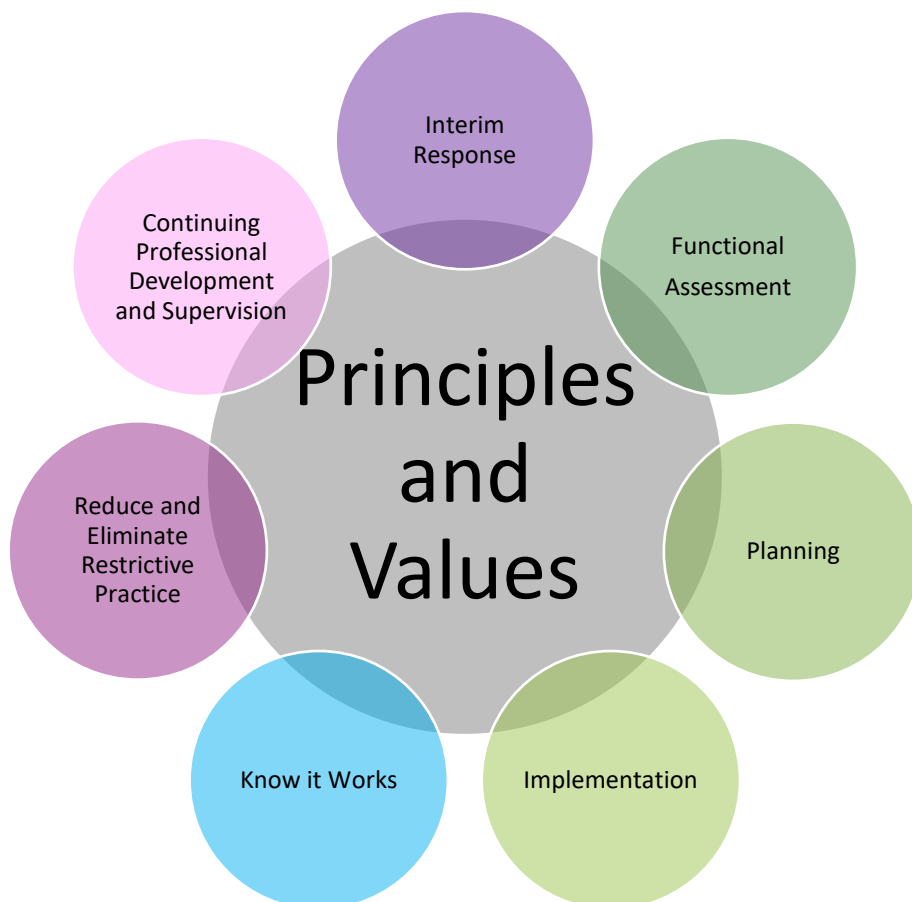 Interim
Response
Functional
Assessment
Planning
Implementation
Know it Works
Reduce and
Eliminate
Restrictive
Practice
Continuing
Professional
Development
and Supervision
Principles
and
Values